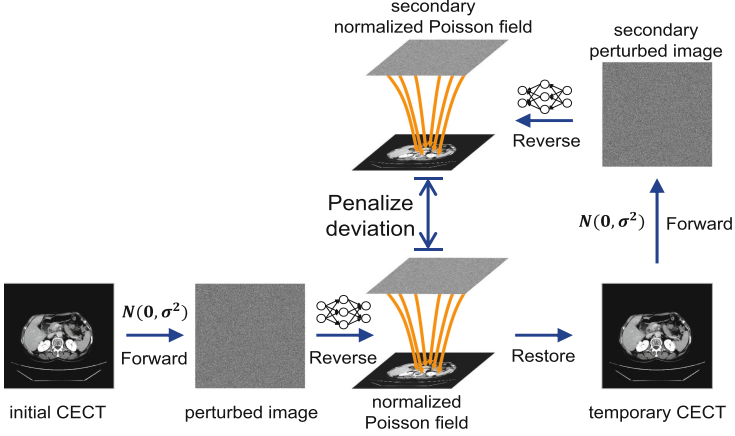 secondary
normalized Poisson field
secondary
perturbed image
Reverse
Penalize
deviation
N(0, σ²)
Forward
N(0, σ²)
Forward
Reverse
Restore
initial CECT
perturbed image
normalized
Poisson field
temporary CECT